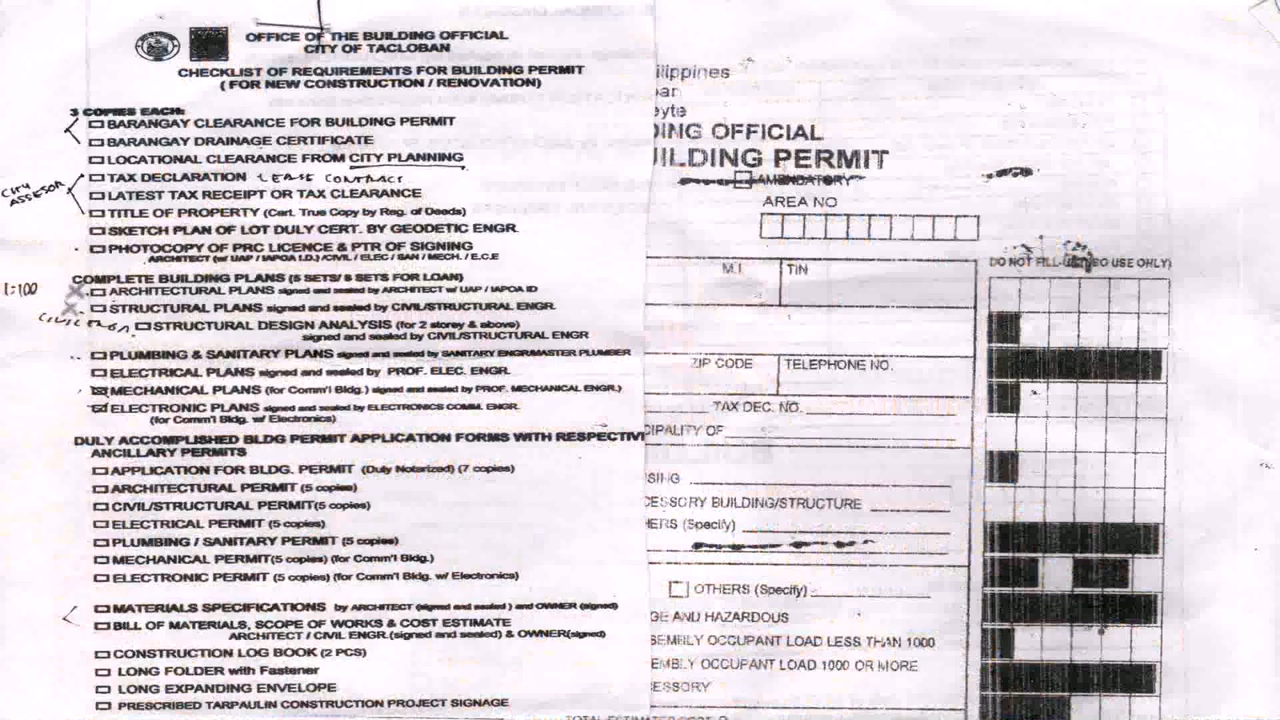 OFFICE OF THE BUILDING OFFICIAL
CITY OF TACLOBAN
CHECKLIST OF REQUIREMENTS FOR BUILDING PERMIT
( FOR NEW CONSTRUCTION / RENOVATION)
3 COPIES EACH:
BARANGAY CLEARANCE FOR BUILDING PERMIT
BARANGAY DRAINAGE CERTIFICATE
LOCATIONAL CLEARANCE FROM CITY PLANNING
TAX DECLARATION LEASE CONTRACT
CITY ASSESOR
LATEST TAX RECEIPT OR TAX CLEARANCE
TITLE OF PROPERTY (Cert. True Copy by Reg. of Deeds)
SKETCH PLAN OF LOT DULY CERT. BY GEODETIC ENGR.
PHOTOCOPY OF PRC LICENCE & PTR OF SIGNING
ARCHITECT (w/ UAP / IAPOA I.D.) /CIVIL / ELEC / SAN / MECH. / E.C.E
COMPLETE BUILDING PLANS (5 SETS/ 8 SETS FOR LOAN)
1:100
ARCHITECTURAL PLANS signed and sealed by ARCHITECT w/ UAP / IAPOA ID
STRUCTURAL PLANS signed and sealed by CIVIL/STRUCTURAL ENGR.
STRUCTURAL DESIGN ANALYSIS (for 2 storey & above)
signed and sealed by CIVIL/STRUCTURAL ENGR
PLUMBING & SANITARY PLANS signed and sealed by SANITARY ENGR/MASTER PLUMBER
ELECTRICAL PLANS signed and sealed by PROF. ELEC. ENGR.
MECHANICAL PLANS (for Comm'l Bldg.) signed and sealed by PROF. MECHANICAL ENGR.)
ELECTRONIC PLANS signed and sealed by ELECTRONICS COMM. ENGR.
(for Comm'l Bldg. w/ Electronics)
DULY ACCOMPLISHED BLDG PERMIT APPLICATION FORMS WITH RESPECTIV
ANCILLARY PERMITS
APPLICATION FOR BLDG. PERMIT (Duly Notarized) (7 copies)
ARCHITECTURAL PERMIT (5 copies)
CIVIL/STRUCTURAL PERMIT(5 copies)
ELECTRICAL PERMIT (5 copies)
PLUMBING / SANITARY PERMIT (5 copies)
MECHANICAL PERMIT(5 copies) (for Comm'l Bldg.)
ELECTRONIC PERMIT (5 copies) (for Comm'l Bldg. w/ Electronics)
MATERIALS SPECIFICATIONS by ARCHITECT (signed and sealed ) and OWNER (signed)
BILL OF MATERIALS, SCOPE OF WORKS & COST ESTIMATE
ARCHITECT / CIVIL ENGR.(signed and sealed) & OWNER(signed)
CONSTRUCTION LOG BOOK (2 PCS)
LONG FOLDER with Fastener
LONG EXPANDING ENVELOPE
PRESCRIBED TARPAULIN CONSTRUCTION PROJECT SIGNAGE
ilippines
ar
eyte
ING OFFICIAL
UILDING PERMIT
AMENDATORY
AREA NO
DO NOT FILL-UP USE ONLY)
M.I. TIN
ZIP CODE TELEPHONE NO.
TAX DEC. NO.
CIPALITY OF
SING
CESSORY BUILDING/STRUCTURE
HERS (Specify)
OTHERS (Specify)
GE AND HAZARDOUS
SEMBLY OCCUPANT LOAD LESS THAN 1000
EMBLY OCCUPANT LOAD 1000 OR MORE
ESSORY